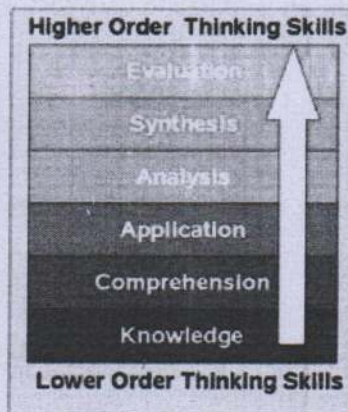 Higher Order Thinking Skills
Evaluation
Synthesis
Analysis
Application
Comprehension
Knowledge
Lower Order Thinking Skills